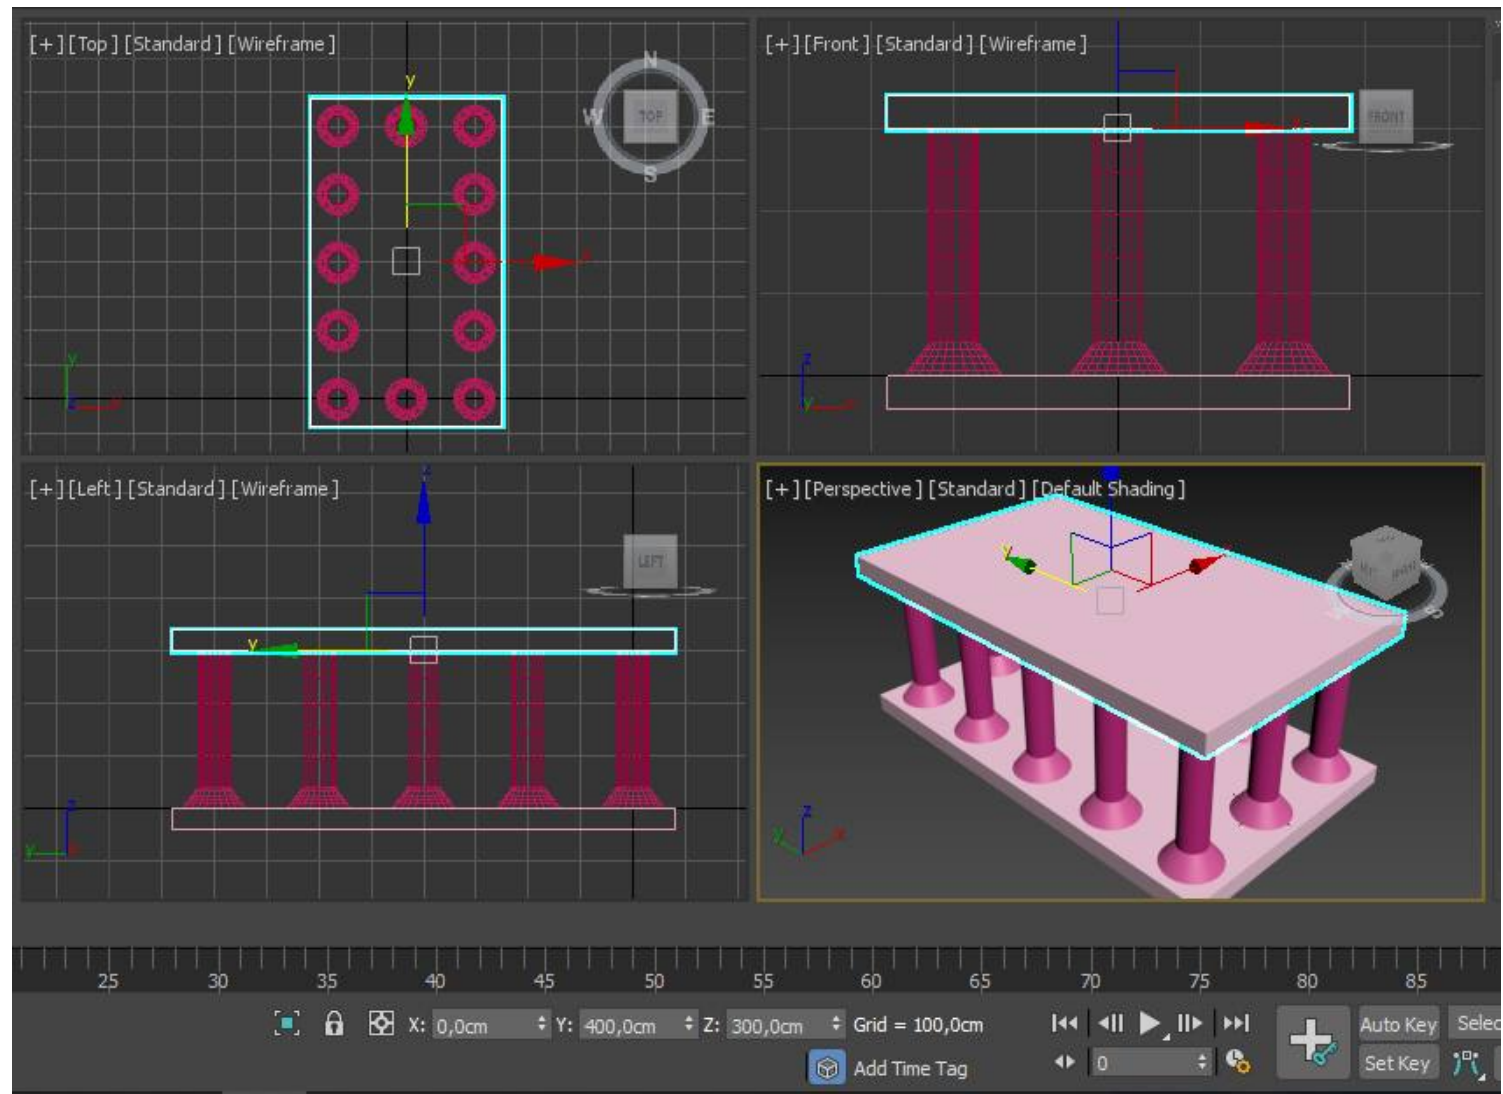 [+] [Top] [Standard] [Wireframe]
N
W
TOP
E
S
y
x
y
z
x
[+] [Front] [Standard] [Wireframe]
FRONT
x
z
y
x
[+] [Left] [Standard] [Wireframe]
z
LEFT
y
z
y
x
[+] [Perspective] [Standard] [Default Shading]
y
S
z
y
x
25 30 35 40 45 50 55 60 65 70 75 80 85
X: 0,0cm Y: 400,0cm Z: 300,0cm Grid = 100,0cm
Auto Key Selec
0
Add Time Tag
Set Key